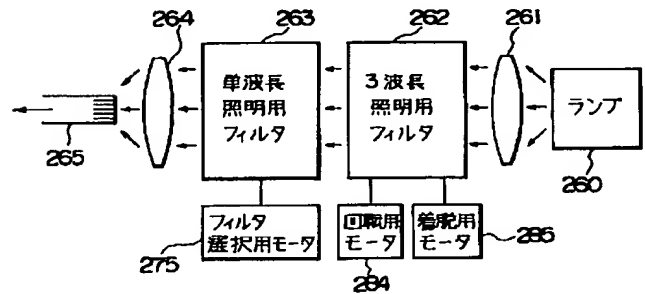 264
263
262
261
単波長
照明用
フィルタ
3波長
照明用
フィルタ
ランプ
265
260
フィルタ
選択用モータ
回転用
モータ
着脱用
モータ
275
284
285